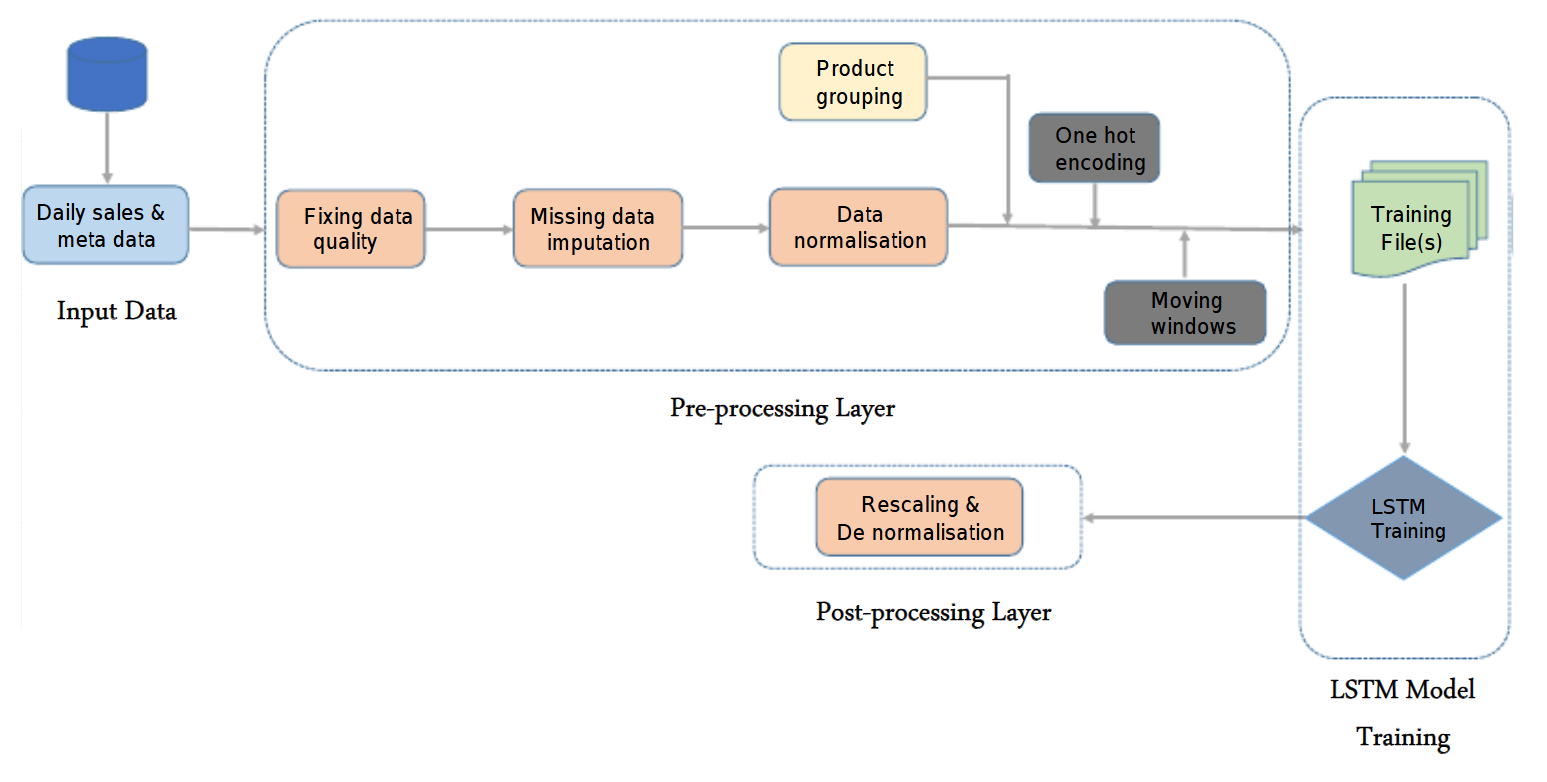 Daily sales &
meta data
Input Data
Fixing data
quality
Missing data
imputation
Data
normalisation
Product
grouping
One hot
encoding
Moving
windows
Pre-processing Layer
Training
File(s)
LSTM
Training
LSTM Model
Training
Rescaling &
De normalisation
Post-processing Layer